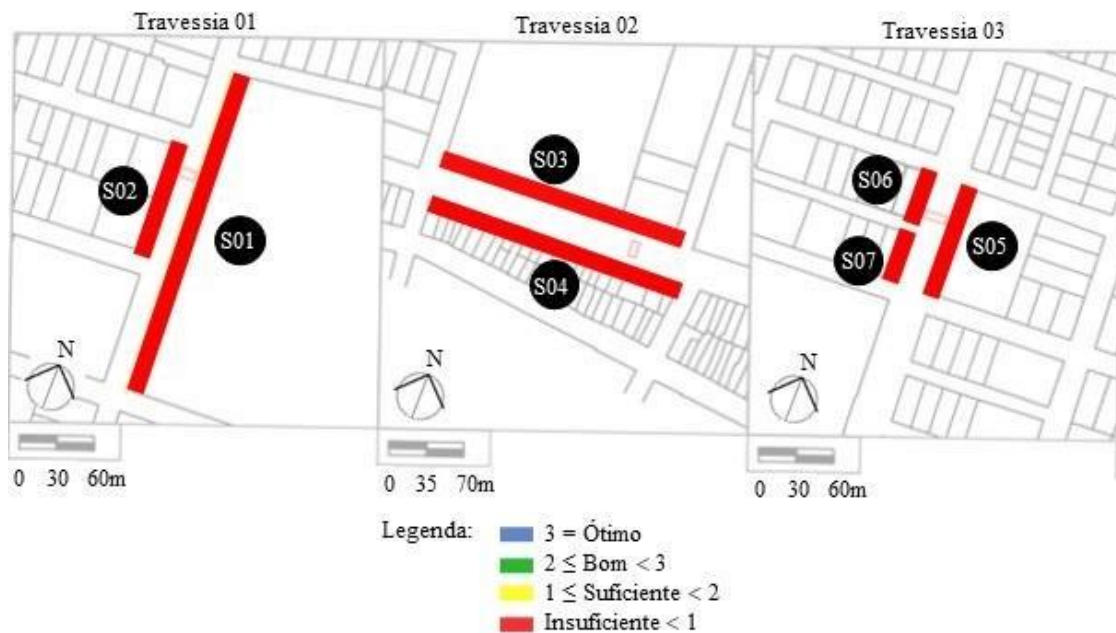 Travessia 01
Travessia 02
Travessia 03
S02
S01
S03
S04
S06
S07
S05
N
N
N
0 30 60m
0 35 70m
0 30 60m
Legenda:
3 = Ótimo
2 ≤ Bom < 3
1 ≤ Suficiente < 2
Insuficiente < 1